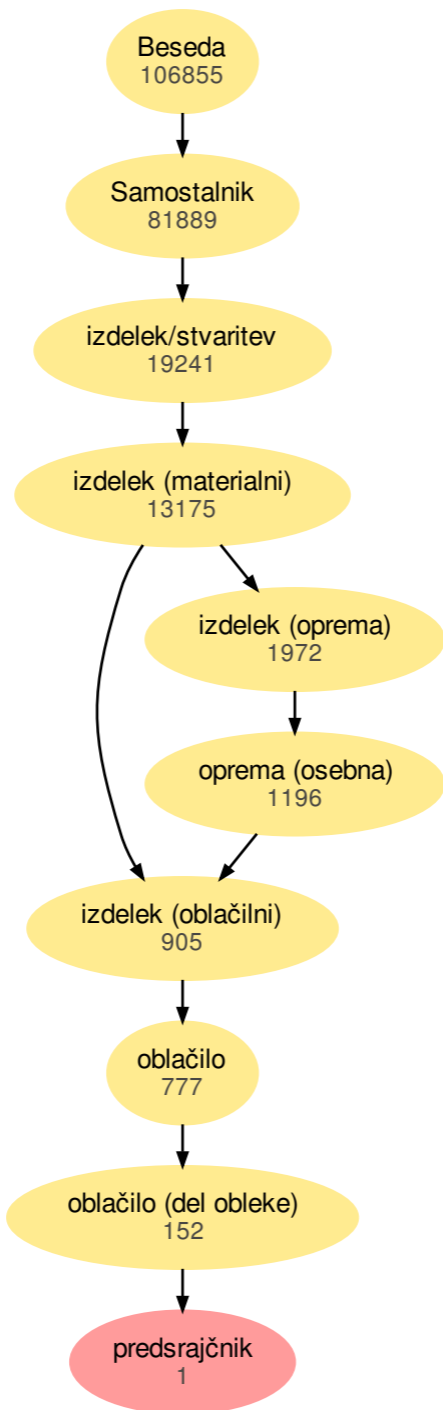 Beseda
106855
Samostalnik
81889
izdelek/stvaritev
19241
izdelek (materialni)
13175
izdelek (oprema)
1972
oprema (osebna)
1196
izdelek (oblačilni)
905
oblačilo
777
oblačilo (del obleke)
152
predsrajčnik
1